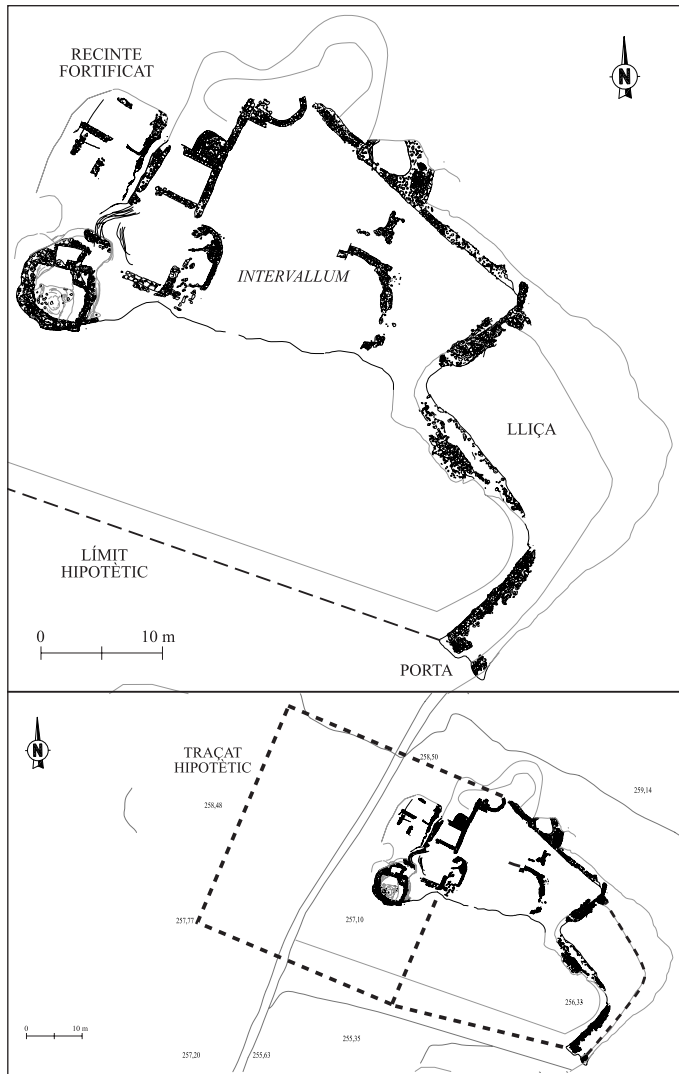 RECINTE
FORTIFICAT
N
INTERVALLUM
LLIÇA
LÍMIT
HIPOTÈTIC
0 10 m
PORTA
N
TRAÇAT
HIPOTÈTIC
258,50
259,14
258,48
257,77
257,10
256,33
0 10 m
255,35
257,20
255,63